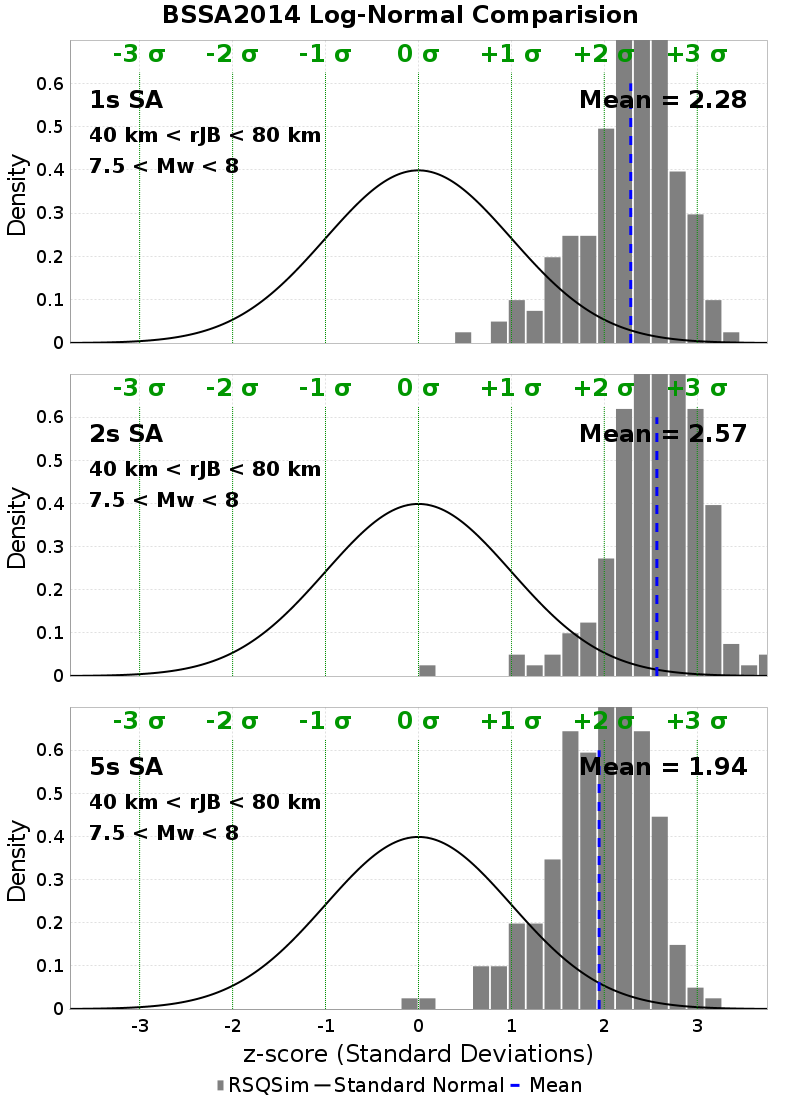 BSSA2014 Log-Normal Comparision
-3 σ -2 σ -1 σ 0 σ +1 σ +2 σ +3 σ
1s SA
Mean = 2.28
40 km < rJB < 80 km
7.5 < Mw < 8
Density
0.6
0.5
0.4
0.3
0.2
0.1
0
-3 σ -2 σ -1 σ 0 σ +1 σ +2 σ +3 σ
2s SA
Mean = 2.57
40 km < rJB < 80 km
7.5 < Mw < 8
Density
0.6
0.5
0.4
0.3
0.2
0.1
0
-3 σ -2 σ -1 σ 0 σ +1 σ +2 σ +3 σ
5s SA
Mean = 1.94
40 km < rJB < 80 km
7.5 < Mw < 8
Density
0.6
0.5
0.4
0.3
0.2
0.1
0
-3 -2 -1 0 1 2 3
z-score (Standard Deviations)
RSQSim Standard Normal Mean